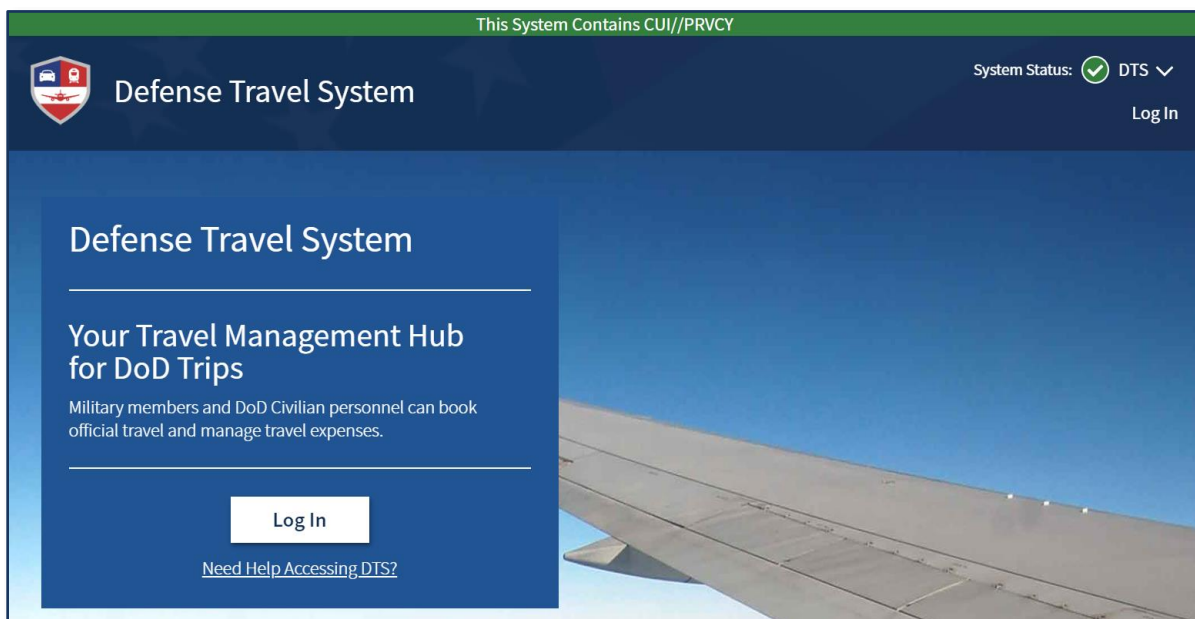 This System Contains CUI//PRVCY
Defense Travel System
System Status: DTS
Log In
Defense Travel System
Your Travel Management Hub
for DoD Trips
Military members and DoD Civilian personnel can book
official travel and manage travel expenses.
Log In
Need Help Accessing DTS?